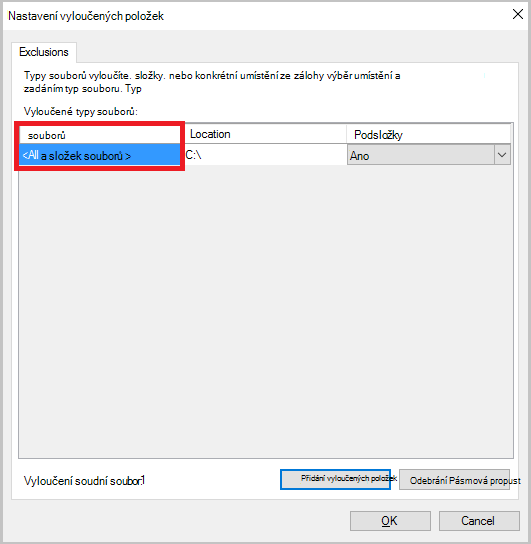 Nastavení vyloučených položek
Exclusions
Typy souborů vyloučíte. složky. nebo konkrétní umístění ze zálohy výběr umístění a
zadáním typ souboru. Typ
Vyloučené typy souborů:
souborů Location Podsložky
<All a složek souborů > C:\ Ano
Vyloučení soudní soubor1
Přidání vyloučených položek Odebrání Pásmová propust
OK Cancel